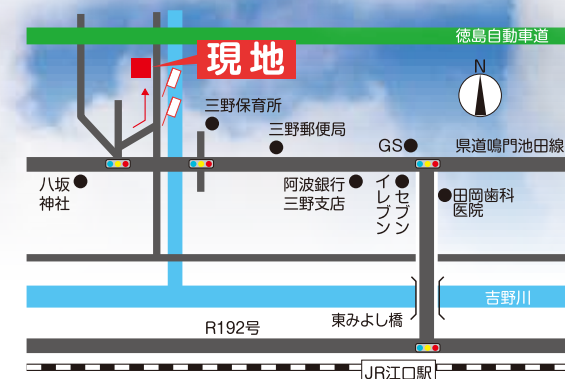 徳島自動車道
現地
N
三野保育所
三野郵便局
GS
県道鳴門池田線
八坂
神社
阿波銀行
三野支店
セブン
イレブン
田岡歯科
医院
吉野川
東みよし橋
R192号
JR江口駅